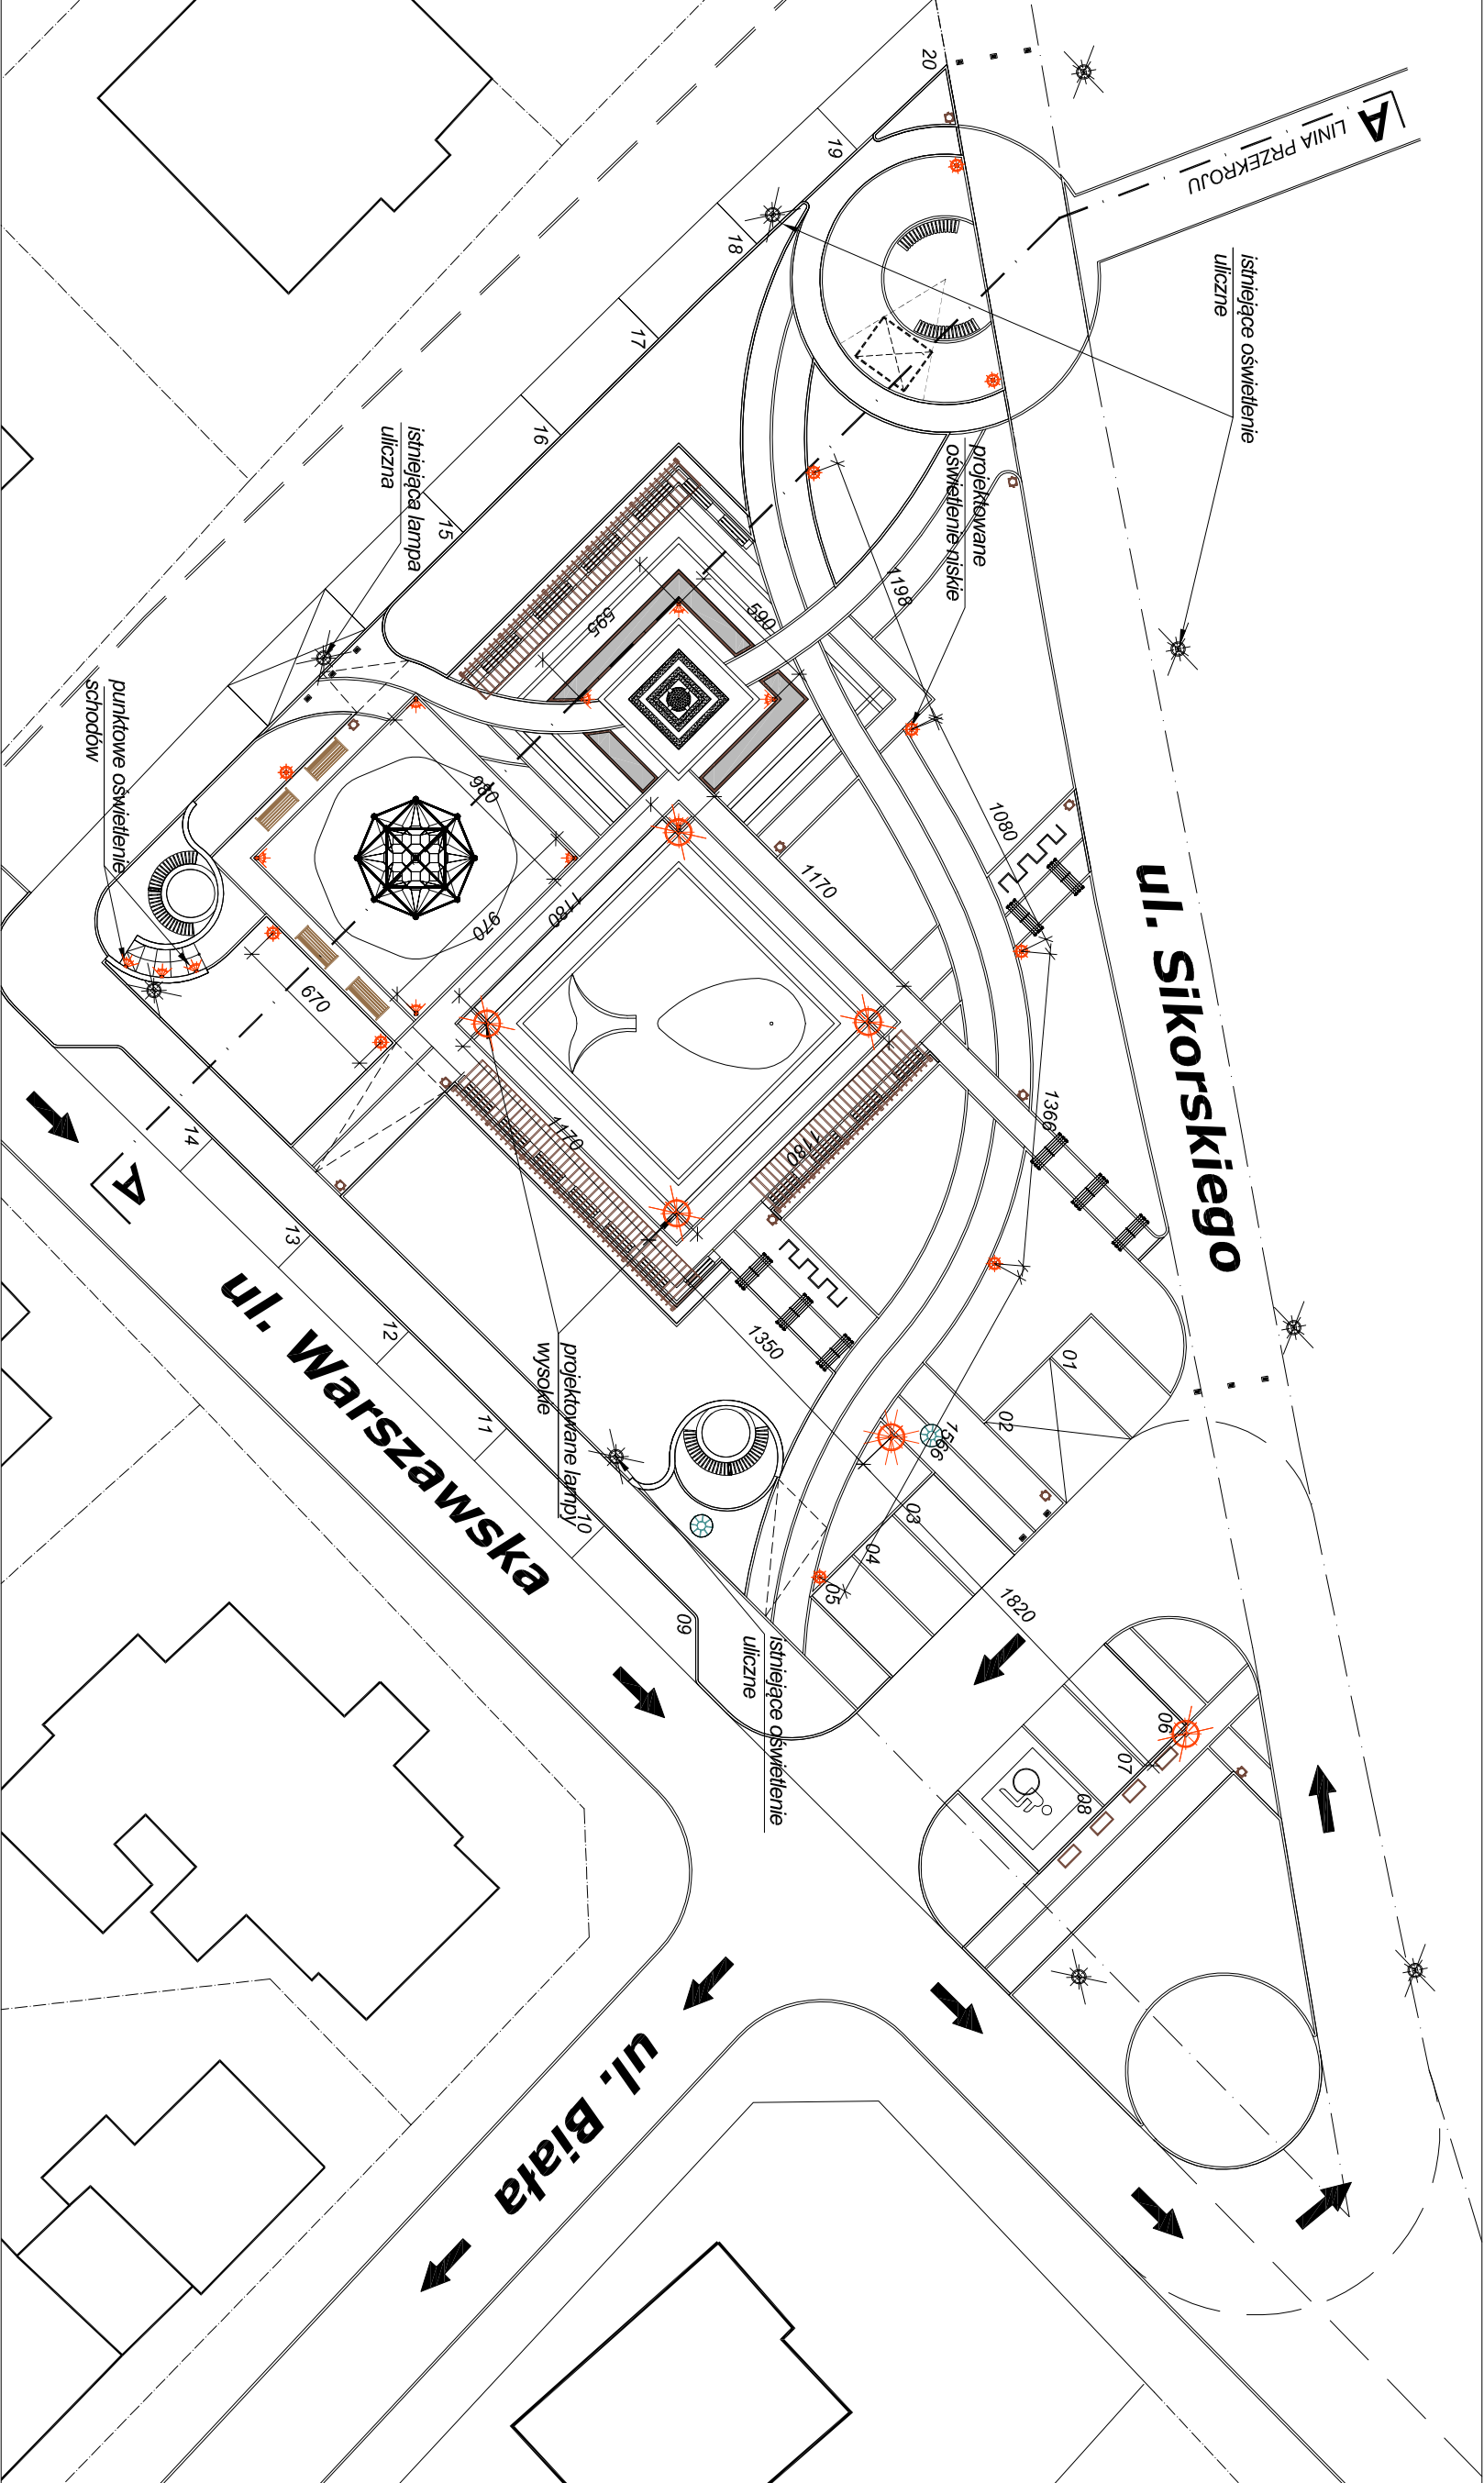 A
LINIA PRZEKROJU
20
19
18
17
16
15
istniejące oświetlenie
uliczne
istniejąca lampa
uliczna
projektowane
oświetlenie niskie
1198
590
595
punktowe oświetlenie
schodów
980
970
1180
1080
1170
670
ul. Sikorskiego
1366
1170
1180
14
A
13
12
11
10
09
ul. Warszawska
projektowane lampy
wysokie
1350
01
02
1566
03
04
05
1820
istniejące oświetlenie
uliczne
06
07
08
ul. Biała